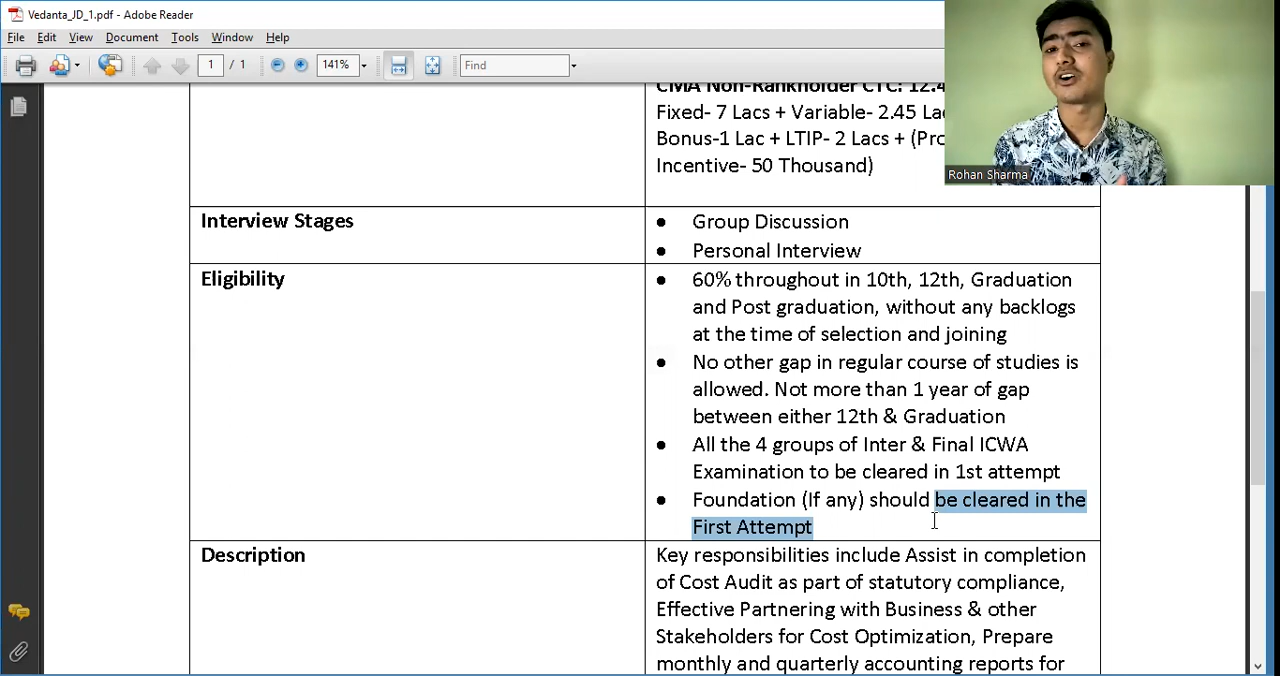 Vedanta_JD_1.pdf - Adobe Reader
File Edit View Document Tools Window Help
1 / 1 141% Find
CMA Non-Rankholder CTC: 12.4
Fixed- 7 Lacs + Variable- 2.45 La
Bonus-1 Lac + LTIP- 2 Lacs + (Pro
Incentive- 50 Thousand)
Rohan Sharma
Interview Stages
● Group Discussion
● Personal Interview
Eligibility
● 60% throughout in 10th, 12th, Graduation
and Post graduation, without any backlogs
at the time of selection and joining
● No other gap in regular course of studies is
allowed. Not more than 1 year of gap
between either 12th & Graduation
● All the 4 groups of Inter & Final ICWA
Examination to be cleared in 1st attempt
● Foundation (If any) should be cleared in the
First Attempt
Description
Key responsibilities include Assist in completion
of Cost Audit as part of statutory compliance,
Effective Partnering with Business & other
Stakeholders for Cost Optimization, Prepare
monthly and quarterly accounting reports for